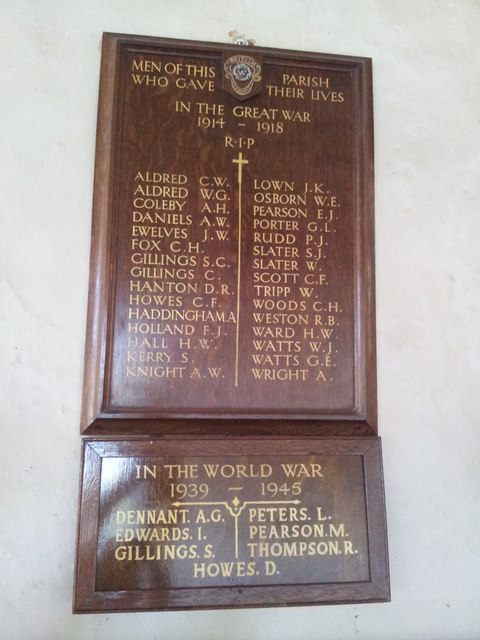 MEN OF THIS PARISH
WHO GAVE THEIR LIVES
IN THE GREAT WAR
1914 - 1918
R·I·P
ALDRED C.W.
ALDRED W.G.
COLEBY A.H.
DANIELS A.W.
EWELVES J.W.
FOX C.H.
GILLINGS S.C.
GILLINGS C.
HANTON D.R.
HOWES C.F.
HADDINGHAM.A.
HOLLAND F.J.
HALL H.W.
KERRY S.
KNIGHT A.W.
LOWN J.K.
OSBORN W.E.
PEARSON E.J.
PORTER G.L.
RUDD P.J.
SLATER S.J.
SLATER W.
SCOTT C.F.
TRIPP W.
WOODS C.H.
WESTON R.B.
WARD H.W.
WATTS W.J.
WATTS G.E.
WRIGHT A.
IN THE WORLD WAR
1939 - 1945
DENNANT. A.G.
EDWARDS. I.
GILLINGS. S.
PETERS. L.
PEARSON. M.
THOMPSON. R.
HOWES. D.